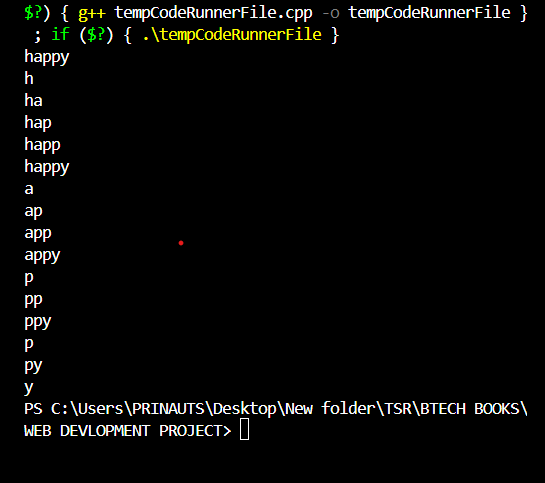 $?) { g++ tempCodeRunnerFile.cpp -o tempCodeRunnerFile }
; if ($?) { .\tempCodeRunnerFile }
happy
h
ha
hap
happ
happy
a
ap
app
appy
p
pp
ppy
p
py
y
PS C:\Users\PRINAUTS\Desktop\New folder\TSR\BTECH BOOKS\
WEB DEVLOPMENT PROJECT>